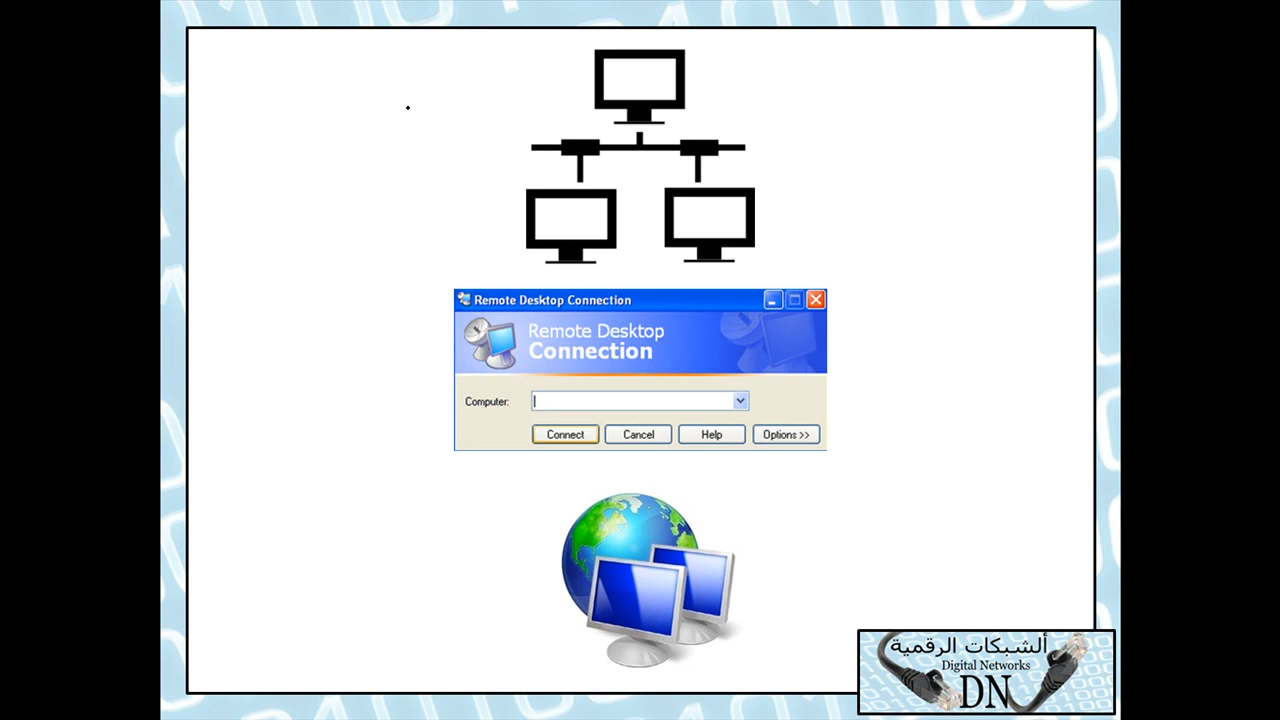 Remote Desktop Connection
Remote Desktop
Connection
Computer:
Connect
Cancel
Help
Options >>
ألشبكات الرقمية
Digital Networks
DN